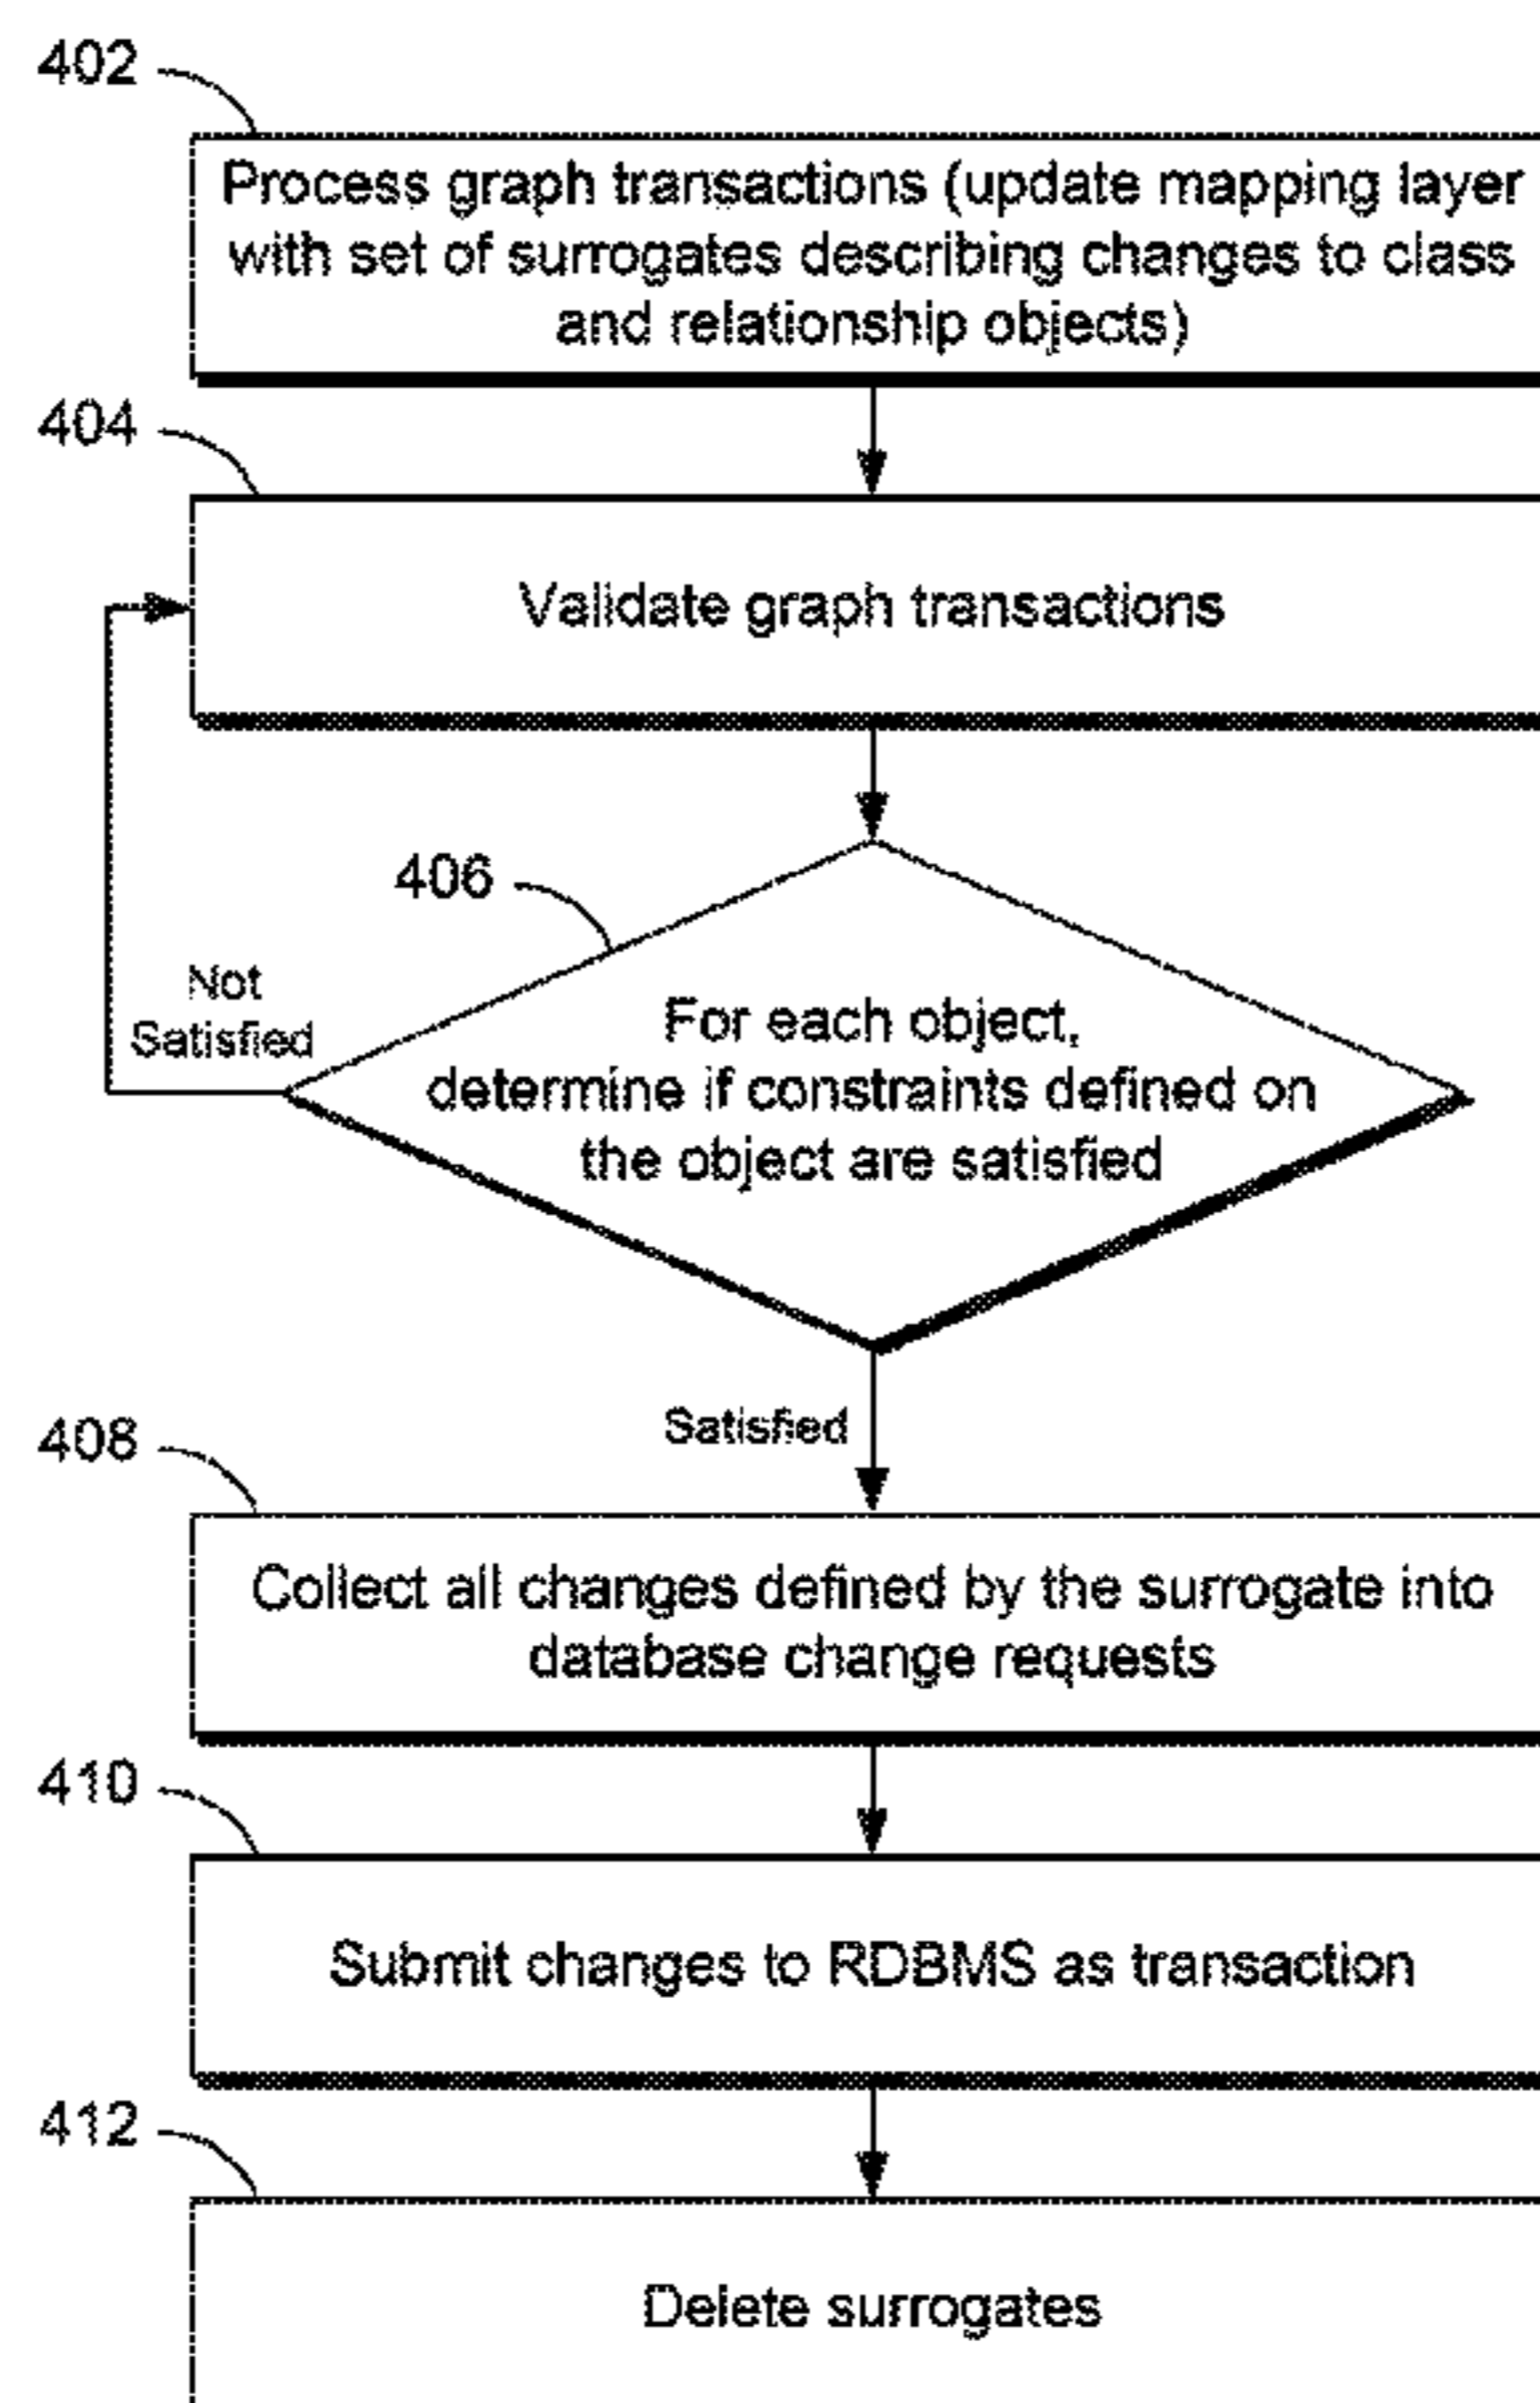 402
Process graph transactions (update mapping layer
with set of surrogates describing changes to class
and relationship objects)
404
Validate graph transactions
406
Not
Satisfied
For each object,
determine if constraints defined on
the object are satisfied
Satisfied
408
Collect all changes defined by the surrogate into
database change requests
410
Submit changes to RDBMS as transaction
412
Delete surrogates